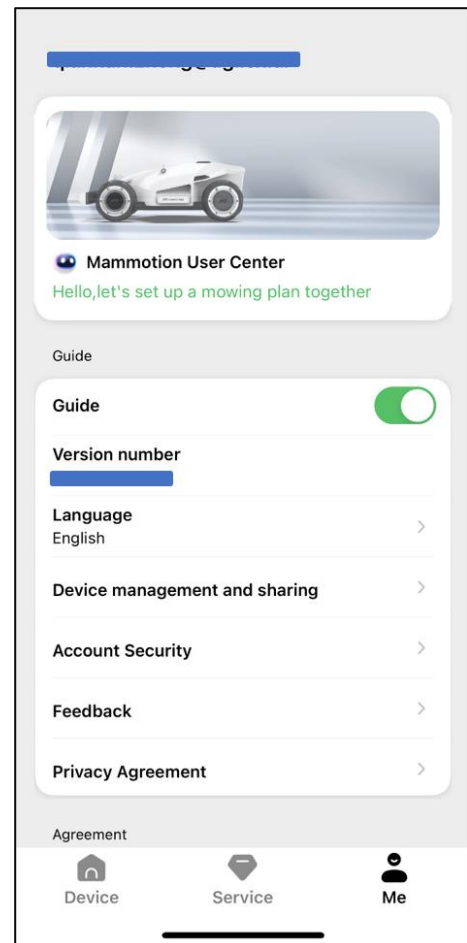 Mammotion User Center
Hello,let's set up a mowing plan together
Guide
Guide
Version number
Language
English
Device management and sharing
Account Security
Feedback
Privacy Agreement
Agreement
Device
Service
Me